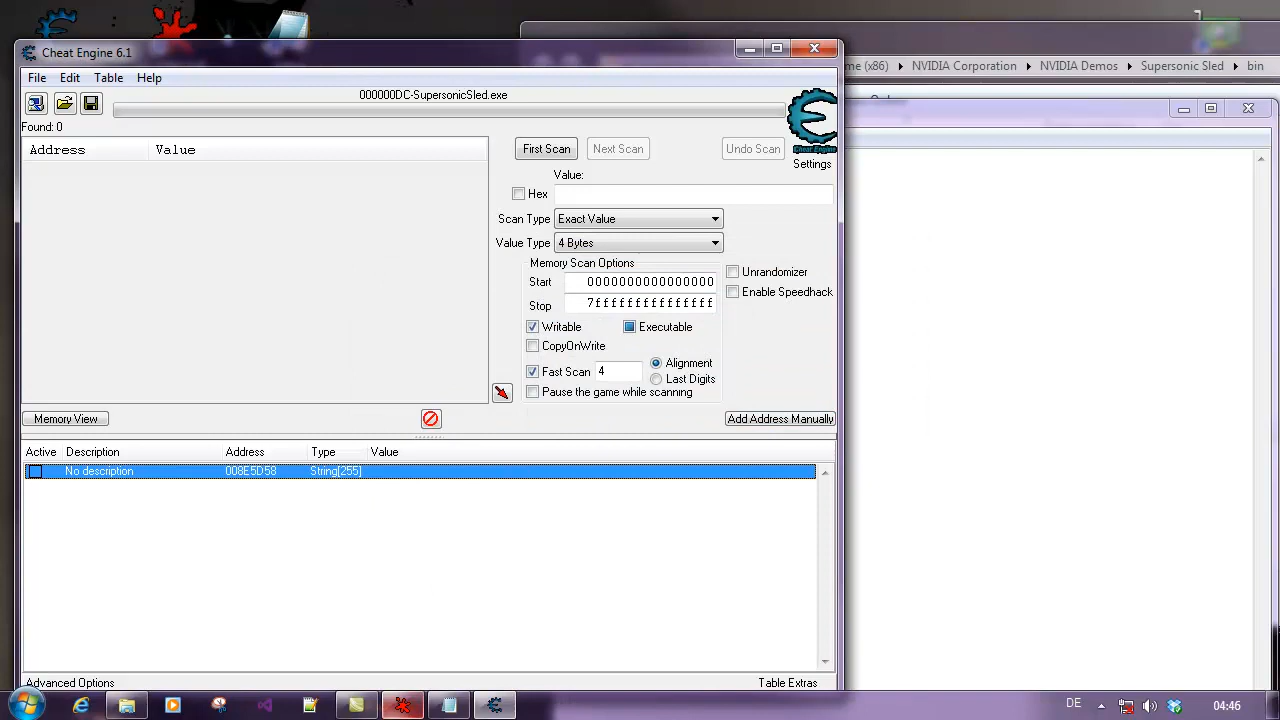 Cheat Engine 6.1
File Edit Table Help
me (x86) NVIDIA Corporation NVIDIA Demos Supersonic Sled bin
000000DC-SupersonicSled.exe
Found: 0
Address Value
First Scan Next Scan Undo Scan
Cheat Engine
Settings
Value:
Hex
Scan Type Exact Value
Value Type 4 Bytes
Memory Scan Options
Start 0000000000000000
Stop 7fffffffffffffff
Unrandomizer
Enable Speedhack
Writable Executable
CopyOnWrite
Fast Scan 4 Alignment
Last Digits
Pause the game while scanning
Memory View Add Address Manually
Active Description Address Type Value
No description 008E5D58 String[255]
Advanced Options Table Extras
DE 04:46